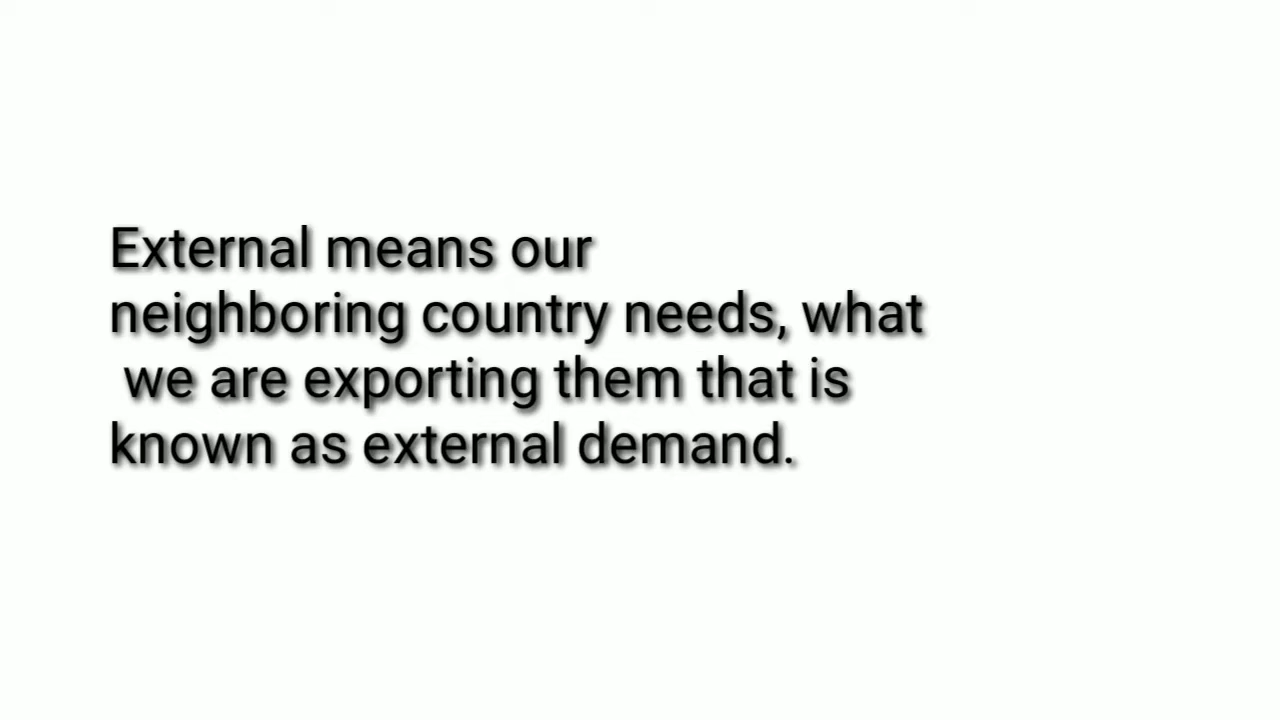 External means our
neighboring country needs, what
we are exporting them that is
known as external demand.